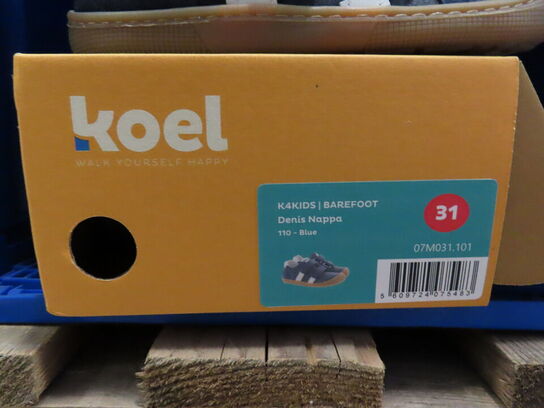 koel
WALK YOURSELF HAPPY
K4KIDS | BAREFOOT
Denis Nappa
110 - Blue
31
07M031.101
5 609724 075483